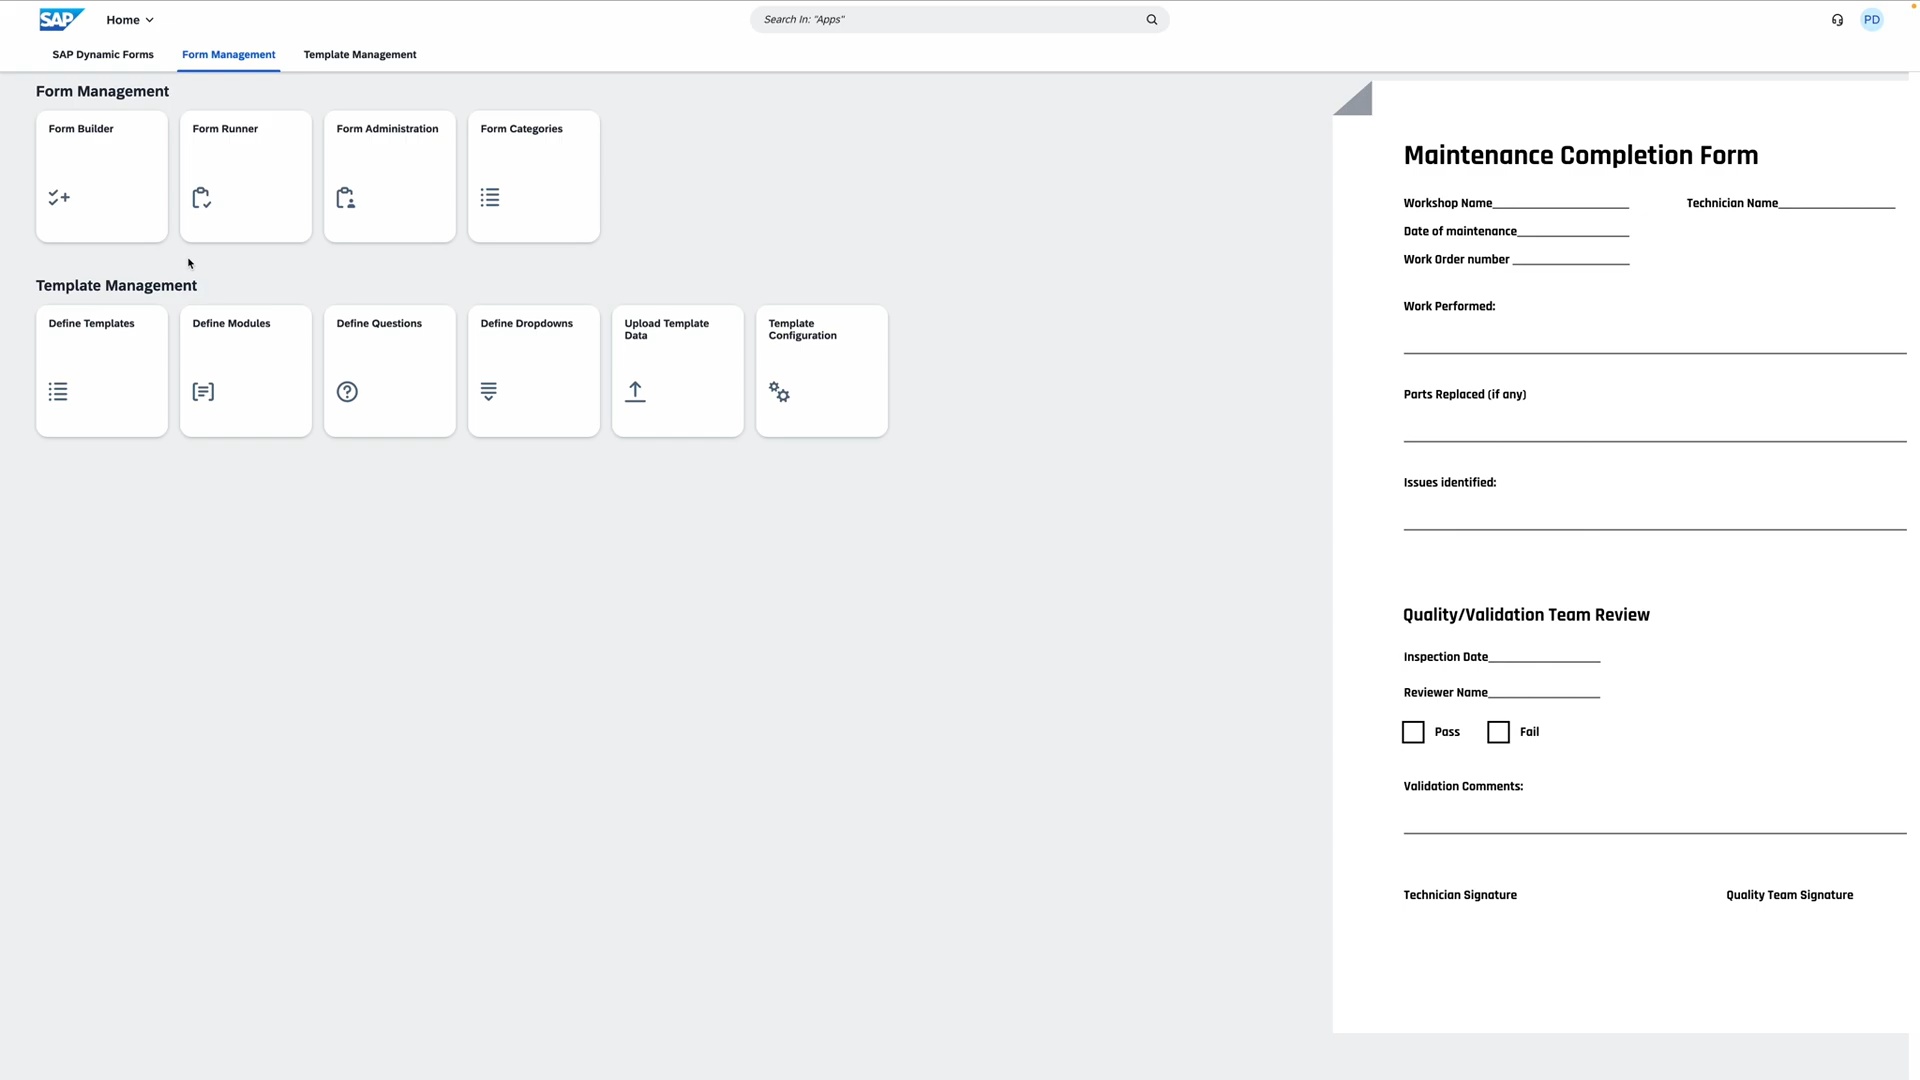 SAP
Home
Search In: "Apps"
PD
SAP Dynamic Forms
Form Management
Template Management
Form Management
Form Builder
Form Runner
Form Administration
Form Categories
Template Management
Define Templates
Define Modules
Define Questions
Define Dropdowns
Upload Template
Data
Template
Configuration
Maintenance Completion Form
Workshop Name
Technician Name
Date of maintenance
Work Order number
Work Performed:
Parts Replaced (if any)
Issues identified:
Quality/Validation Team Review
Inspection Date
Reviewer Name
Pass
Fail
Validation Comments:
Technician Signature
Quality Team Signature